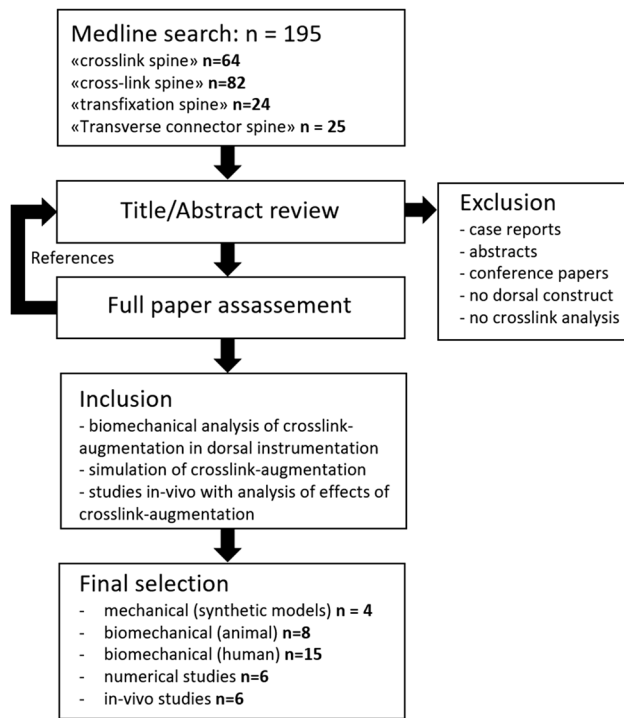 Medline search: n = 195
«crosslink spine» n=64
«cross-link spine» n=82
«transfixation spine» n=24
«Transverse connector spine» n = 25
Title/Abstract review
Exclusion
- case reports
- abstracts
- conference papers
- no dorsal construct
- no crosslink analysis
References
Full paper assassement
Inclusion
- biomechanical analysis of crosslink-
augmentation in dorsal instrumentation
- simulation of crosslink-augmentation
- studies in-vivo with analysis of effects of
crosslink-augmentation
Final selection
- mechanical (synthetic models) n = 4
- biomechanical (animal) n=8
- biomechanical (human) n=15
- numerical studies n=6
- in-vivo studies n=6